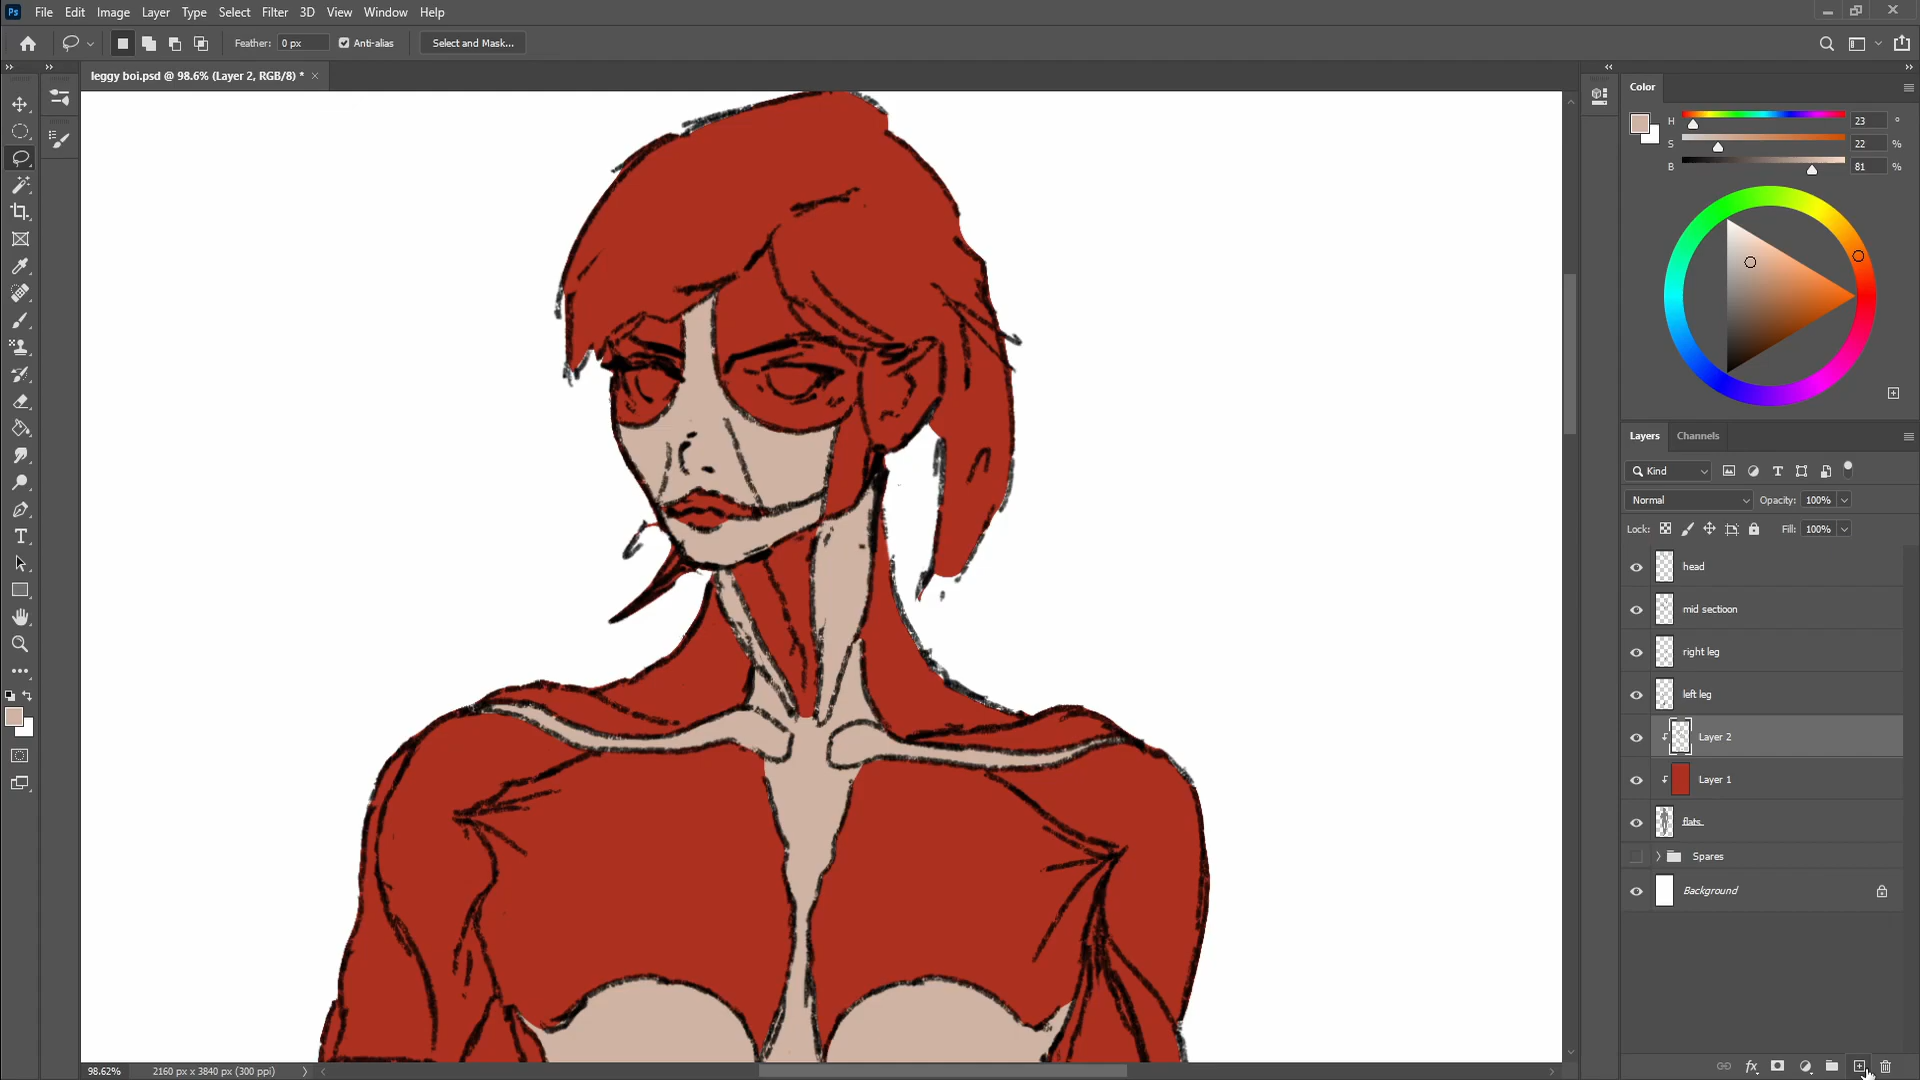 Ps File Edit Image Layer Type Select Filter 3D View Window Help
Feather: 0 px Anti-alias Select and Mask...
leggy boi.psd @ 98.6% (Layer 2, RGB/8) *
Color
H 23 °
S 22 %
B 81 %
Layers Channels
Kind
Normal Opacity: 100%
Lock: Fill: 100%
head
mid sectioon
right leg
left leg
Layer 2
Layer 1
flats
Spares
Background
98.62% 2160 px x 3840 px (300 ppi)